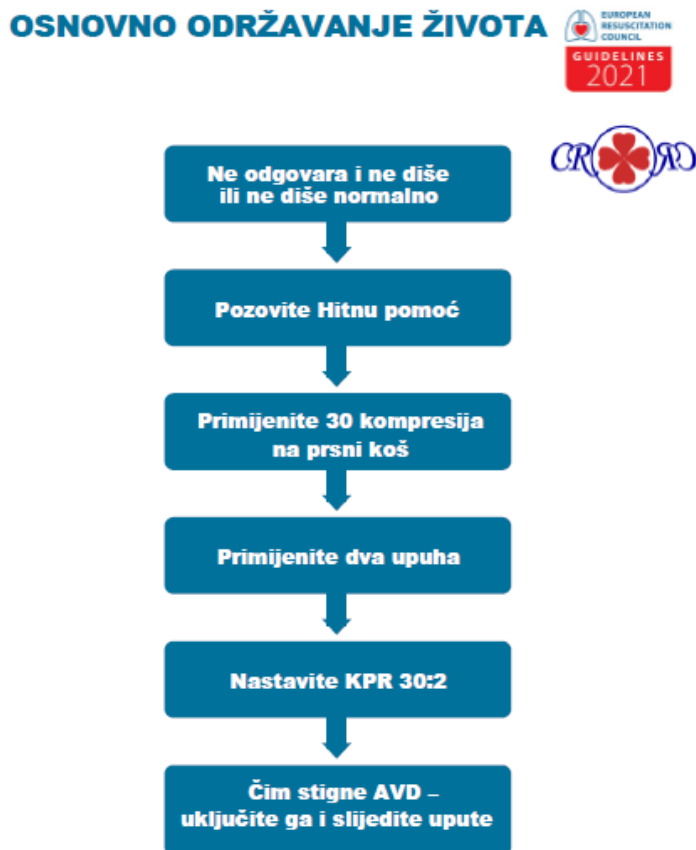 OSNOVNO ODRŽAVANJE ŽIVOTA
EUROPEAN
RESUSCITATION
COUNCIL
GUIDELINES
2021
Ne odgovara i ne diše
ili ne diše normalno
Pozovite Hitnu pomoć
Primijenite 30 kompresija
na prsni koš
Primijenite dva upuha
Nastavite KPR 30:2
Čim stigne AVD –
uključite ga i slijedite upute